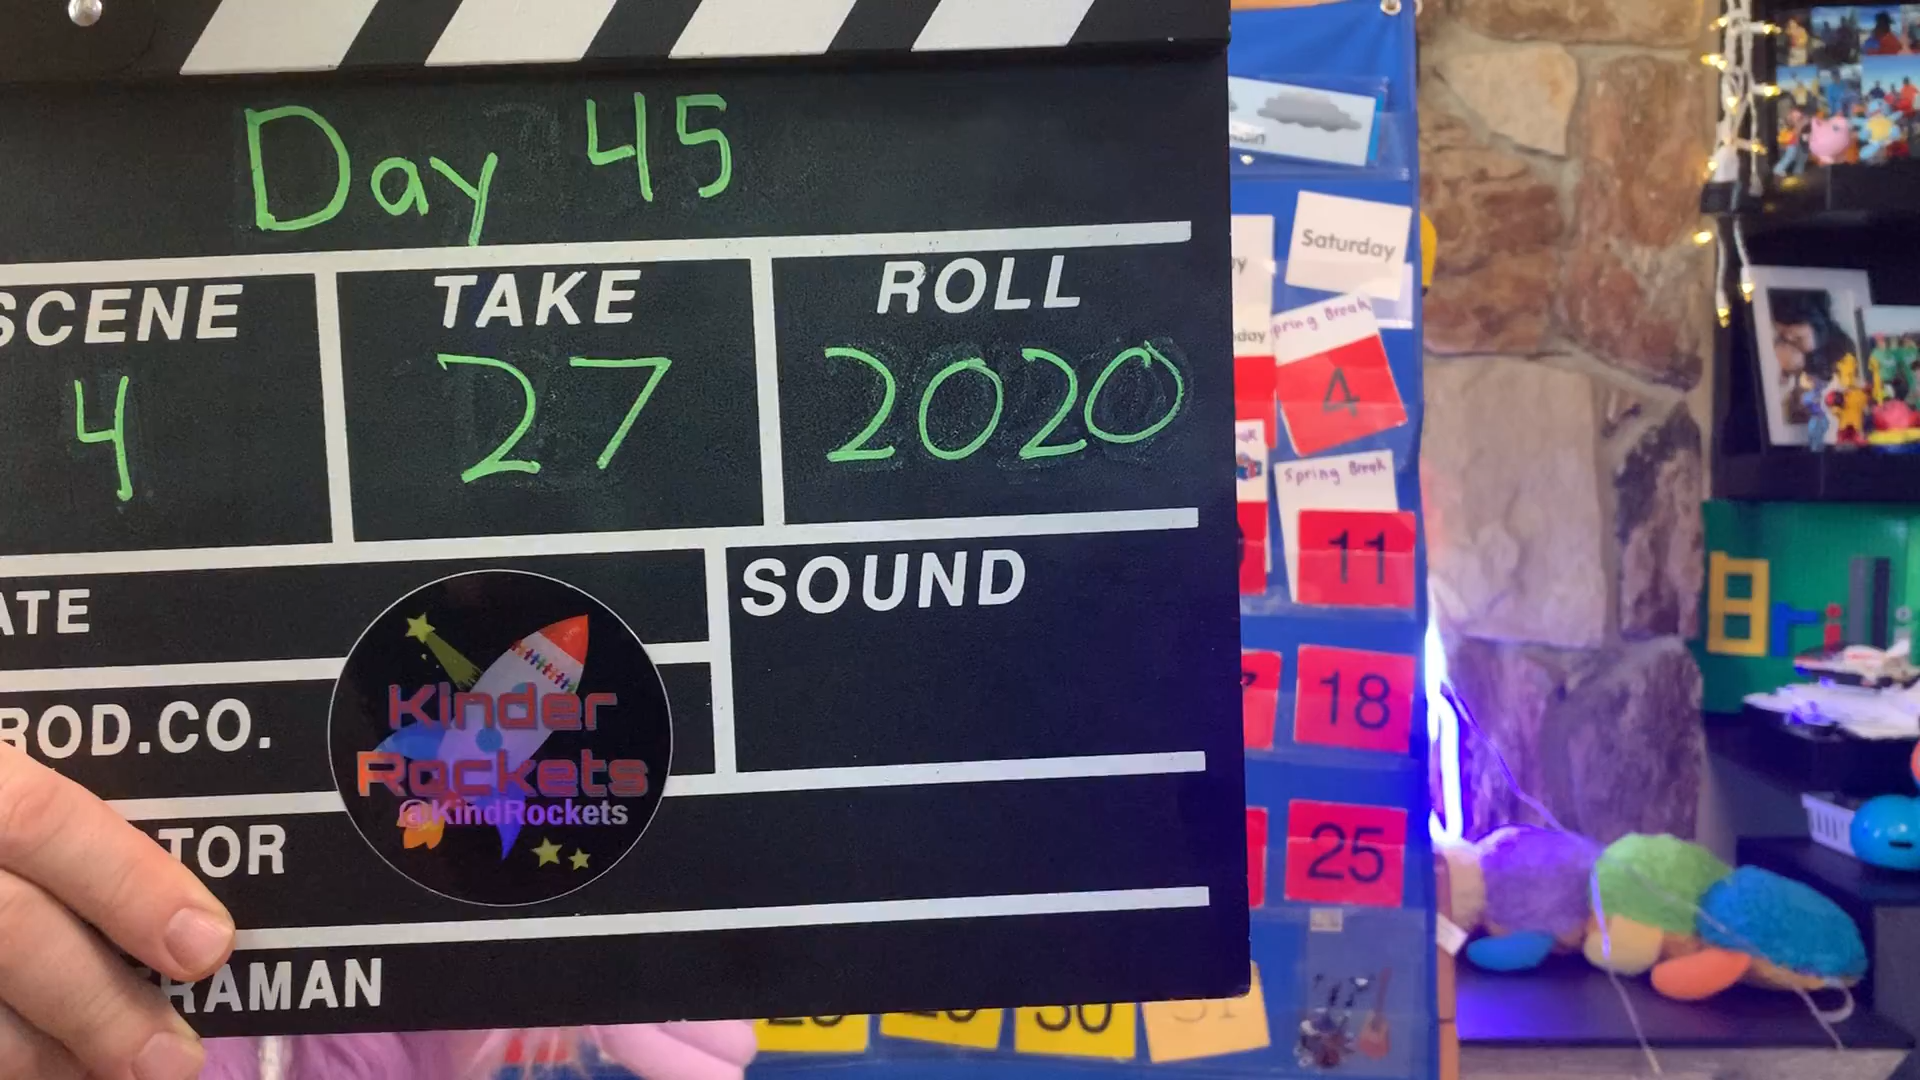 Day 45
SCENE
TAKE
ROLL
4
27
2020
ATE
SOUND
ROD.CO.
Kinder
Rockets
@KindRockets
TOR
RAMAN
Saturday
Spring Break
4
Spring Break
11
18
25
30
31